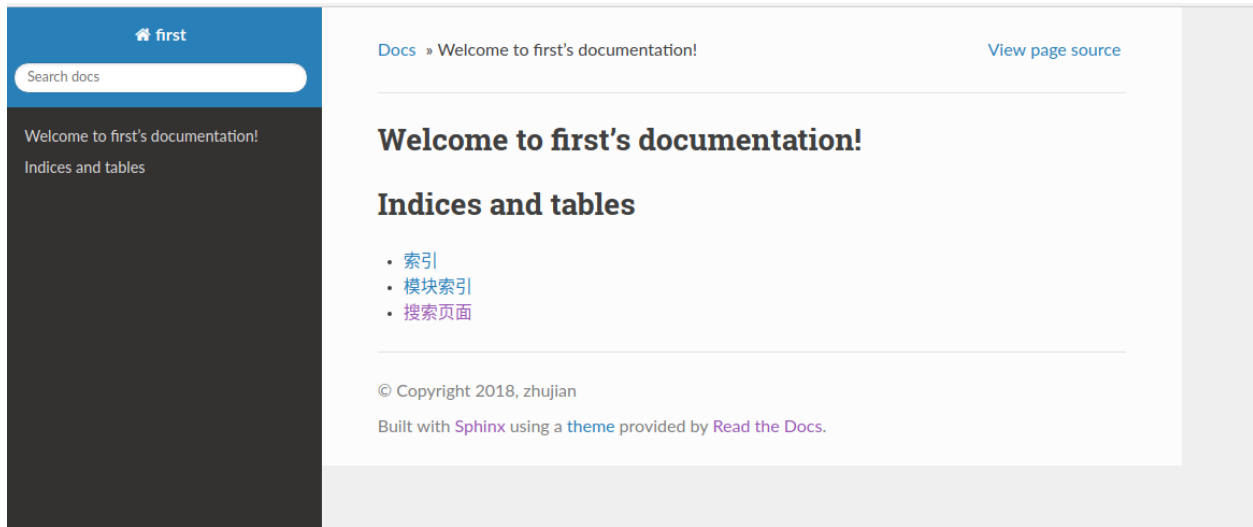 first
Search docs
Welcome to first’s documentation!
Indices and tables
Docs » Welcome to first’s documentation!
View page source
Welcome to first’s documentation!
Indices and tables
• 索引
• 模块索引
• 搜索页面
© Copyright 2018, zhujian
Built with Sphinx using a theme provided by Read the Docs.